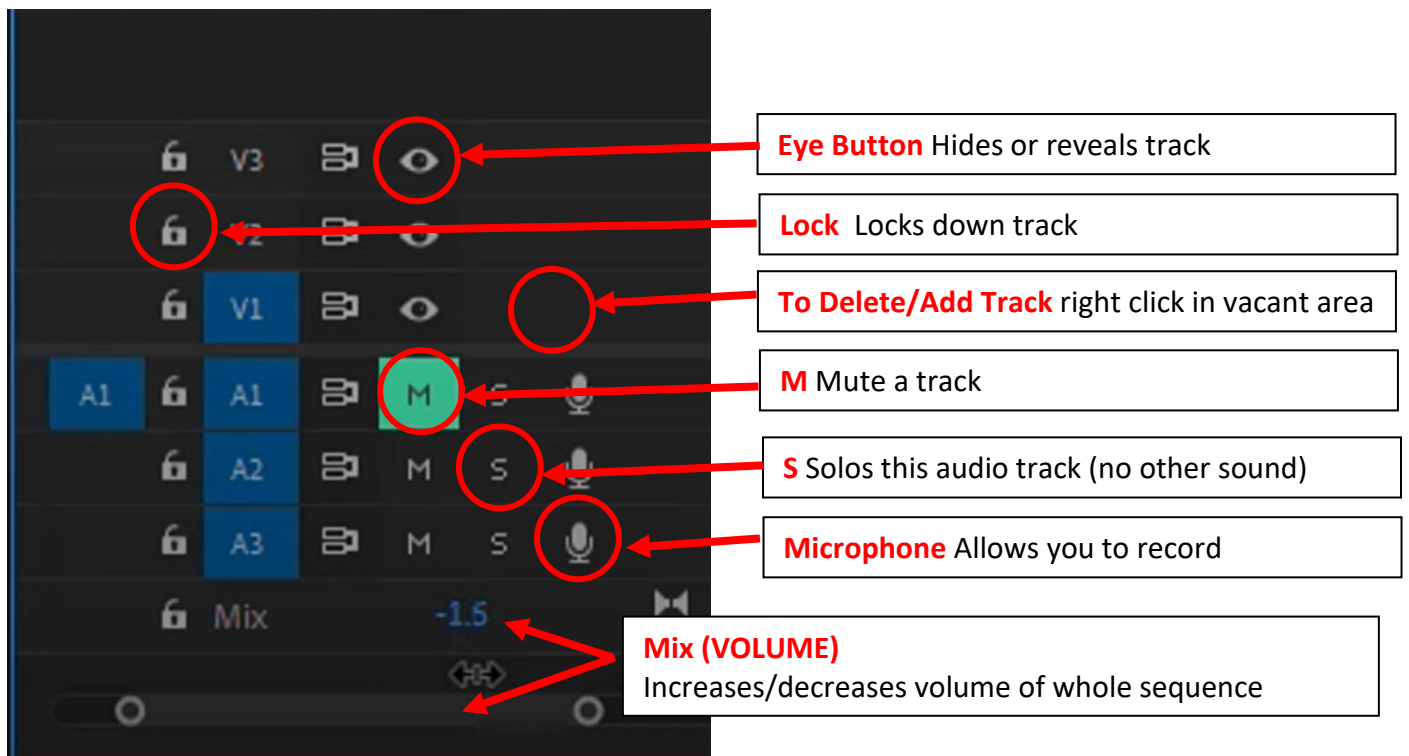 V3
Eye Button Hides or reveals track
V2
Lock Locks down track
V1
To Delete/Add Track right click in vacant area
A1 A1 M S
M Mute a track
A2 M S
S Solos this audio track (no other sound)
A3 M S
Microphone Allows you to record
Mix -1.5
Mix (VOLUME)
Increases/decreases volume of whole sequence